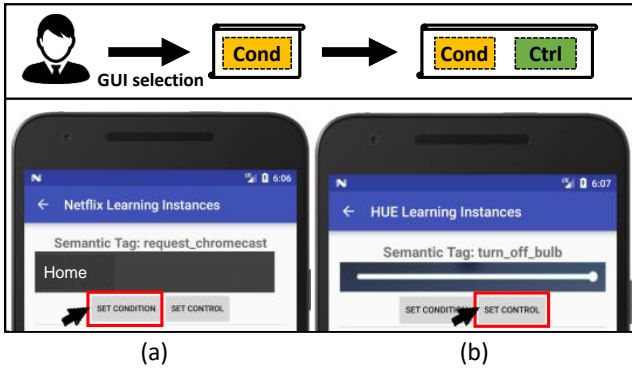 Cond
Cond Ctrl
GUI selection
N 6:06
← Netflix Learning Instances
Semantic Tag: request_chromecast
Home
SET CONDITION SET CONTROL
(a)
N 6:07
← HUE Learning Instances
Semantic Tag: turn_off_bulb
SET CONDITION SET CONTROL
(b)